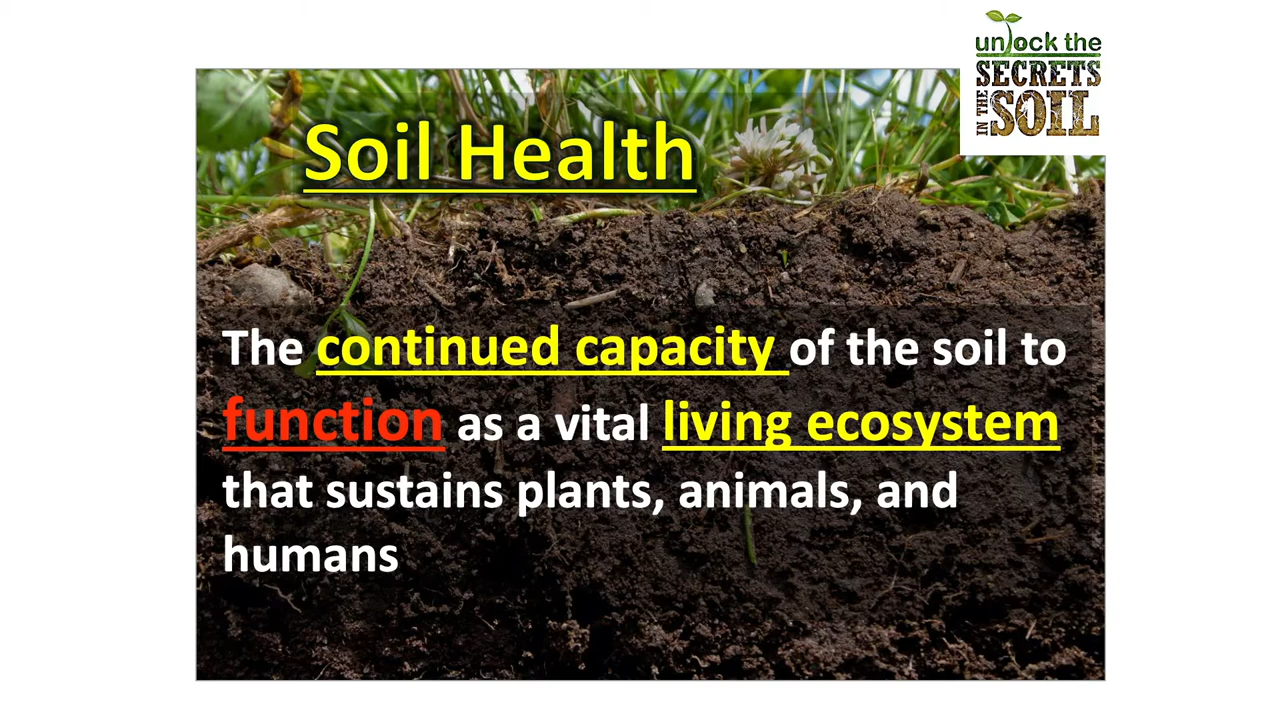 unlock the
SECRETS
IN THE
SOIL
Soil Health
The continued capacity of the soil to
function as a vital living ecosystem
that sustains plants, animals, and
humans